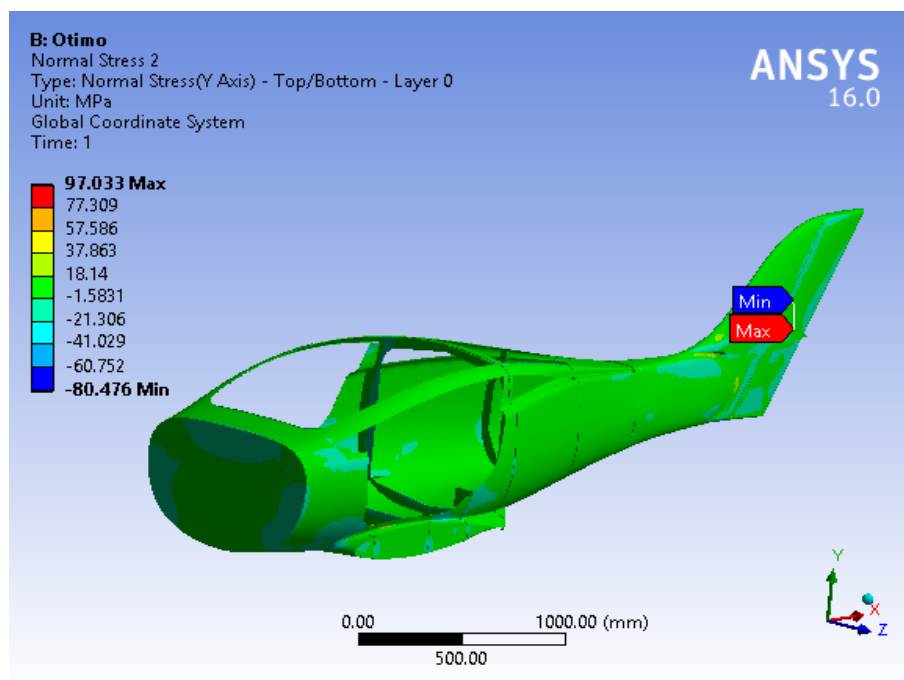 B: Otimo
Normal Stress 2
Type: Normal Stress(Y Axis) - Top/Bottom - Layer 0
Unit: MPa
Global Coordinate System
Time: 1
ANSYS
16.0
97.033 Max
77.309
57.586
37.863
18.14
-1.5831
-21.306
-41.029
-60.752
-80.476 Min
Min
Max
0.00
1000.00 (mm)
500.00
Y
X
Z